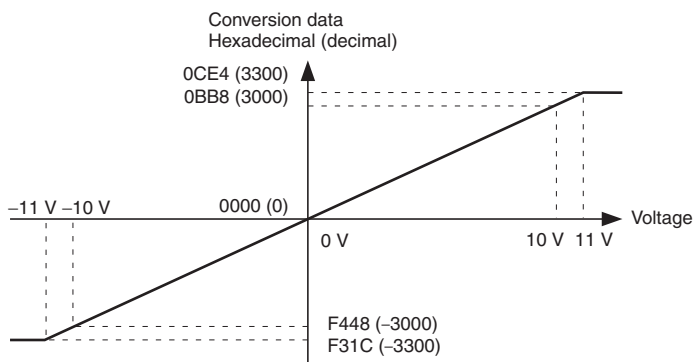 Conversion data
Hexadecimal (decimal)
0CE4 (3300)
0BB8 (3000)
–11 V –10 V
0000 (0)
Voltage
0 V
10 V
11 V
F448 (–3000)
F31C (–3300)